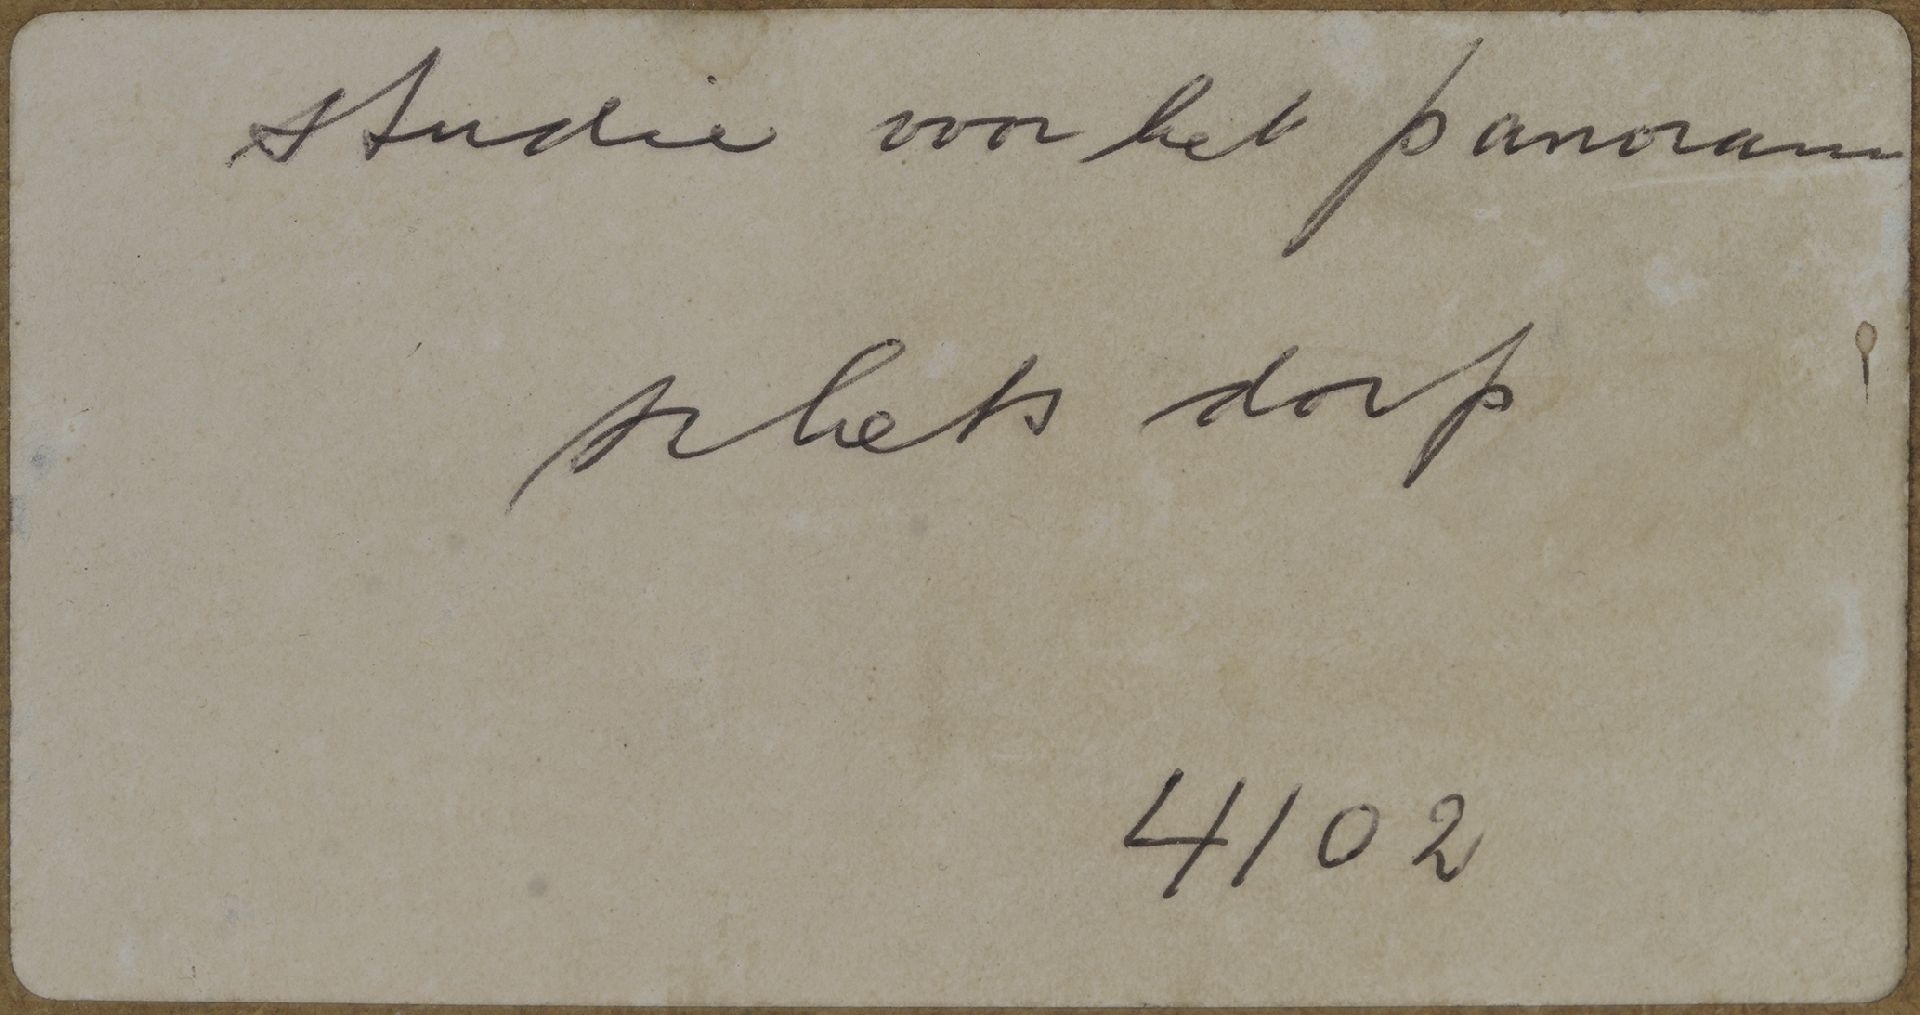 studie voor het panorama
schets dorp
4102